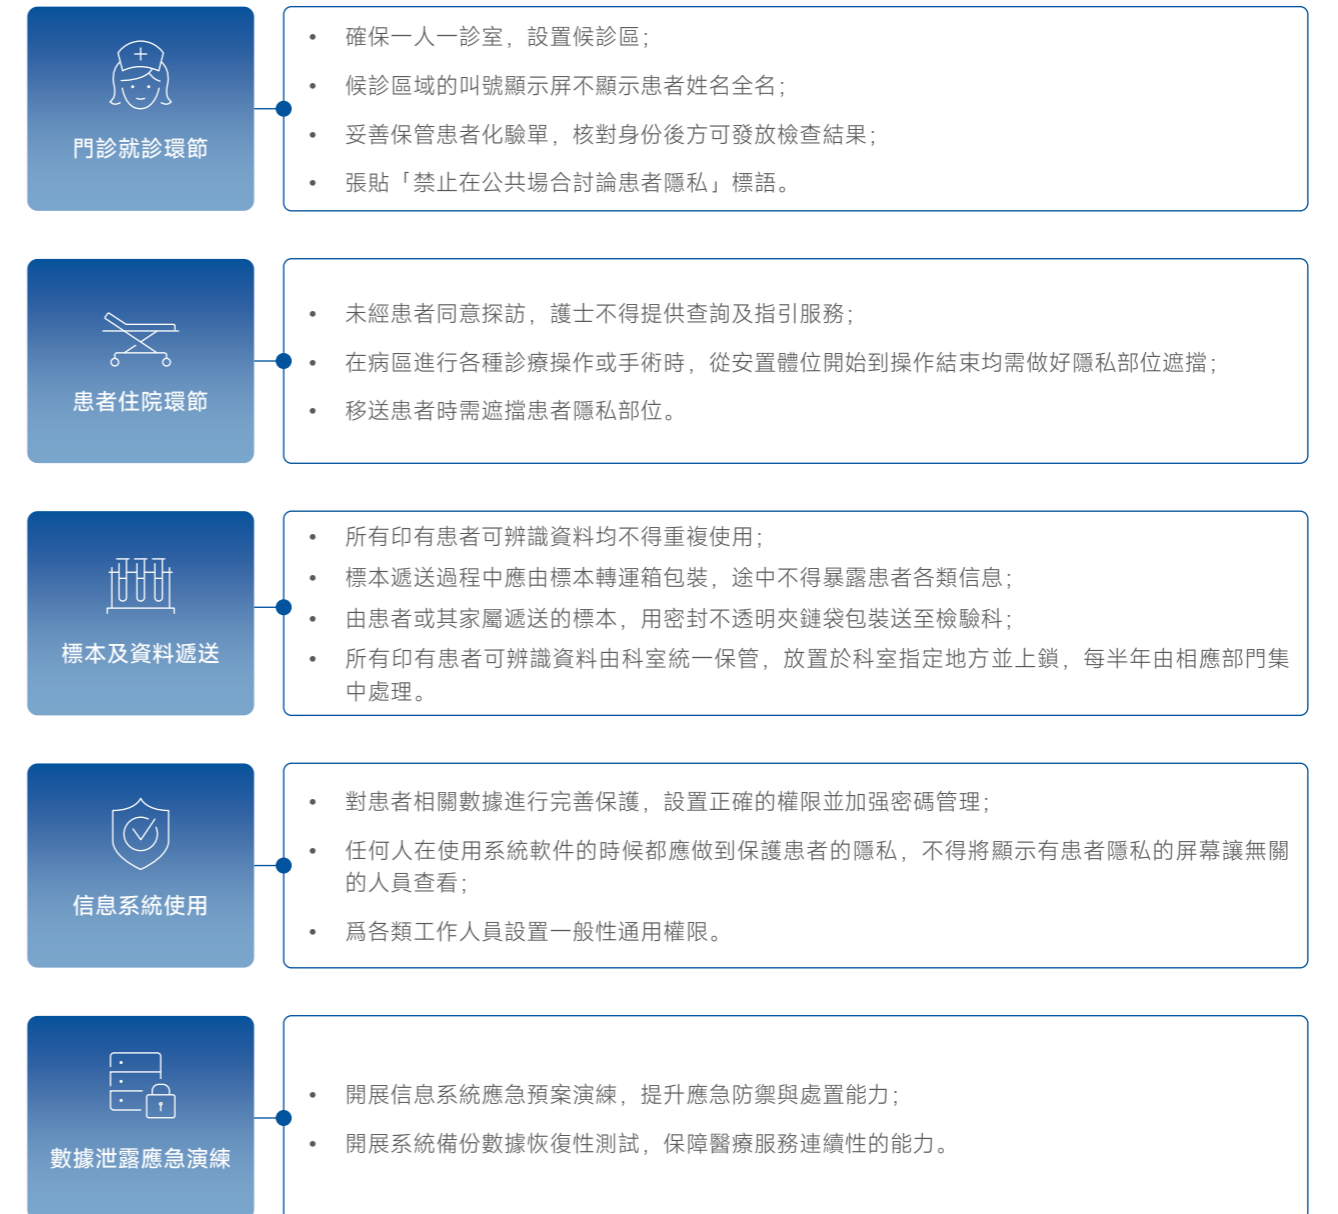 門診就診環節
• 確保一人一診室，設置候診區；
• 候診區域的叫號顯示屏不顯示患者姓名全名；
• 妥善保管患者化驗單，核對身份後方可發放檢查結果；
• 張貼「禁止在公共場合討論患者隱私」標語。
患者住院環節
• 未經患者同意探訪，護士不得提供查詢及指引服務；
• 在病區進行各種診療操作或手術時，從安置體位開始到操作結束均需做好隱私部位遮擋；
• 移送患者時需遮擋患者隱私部位。
標本及資料遞送
• 所有印有患者可辨識資料均不得重複使用；
• 標本遞送過程中應由標本轉運箱包裝，途中不得暴露患者各類信息；
• 由患者或其家屬遞送的標本，用密封不透明夾鏈袋包裝送至檢驗科；
• 所有印有患者可辨識資料由科室統一保管，放置於科室指定地方並上鎖，每半年由相應部門集
中處理。
信息系統使用
• 對患者相關數據進行完善保護，設置正確的權限並加强密碼管理；
• 任何人在使用系統軟件的時候都應做到保護患者的隱私，不得將顯示有患者隱私的屏幕讓無關
的人員查看；
• 爲各類工作人員設置一般性通用權限。
數據泄露應急演練
• 開展信息系統應急預案演練，提升應急防禦與處置能力；
• 開展系統備份數據恢復性測試，保障醫療服務連續性的能力。